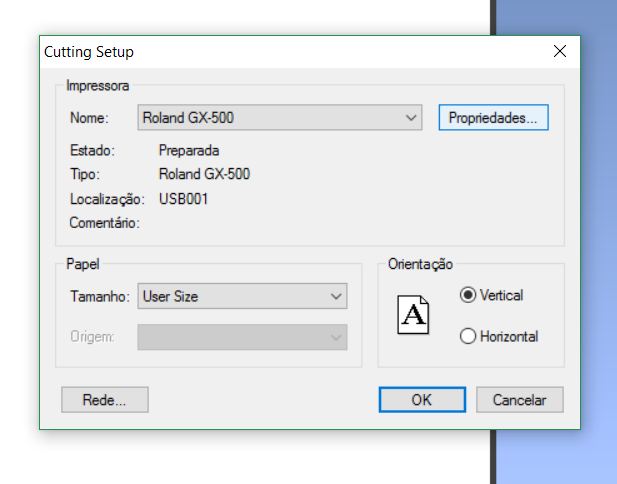 Cutting Setup
Impressora
Nome: Roland GX-500 Propriedades...
Estado: Preparada
Tipo: Roland GX-500
Localização: USB001
Comentário:
Papel
Tamanho: User Size
Origem:
Orientação
A
Vertical
Horizontal
Rede... OK Cancelar